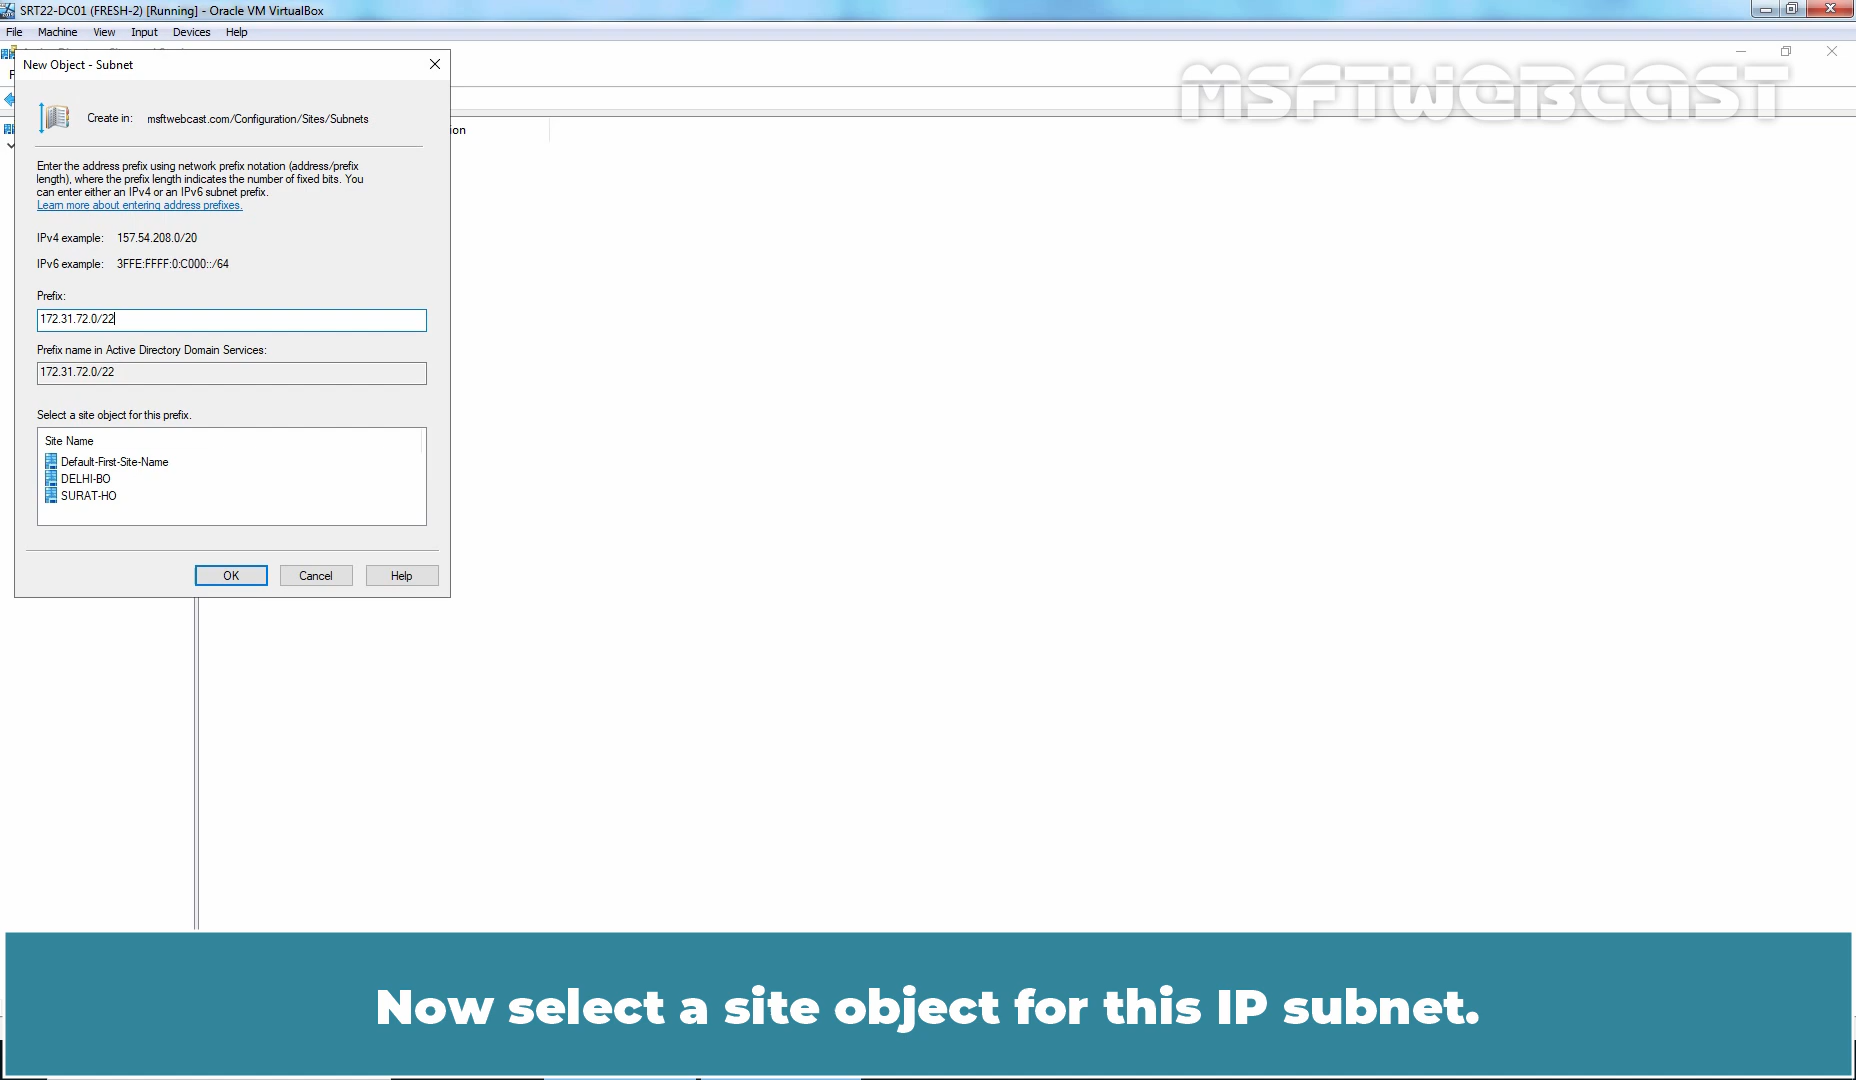 SRT22-DC01 (FRESH-2) [Running] - Oracle VM VirtualBox
File Machine View Input Devices Help
New Object - Subnet
MSFTWEBCAST
Create in: msftwebcast.com/Configuration/Sites/Subnets
Enter the address prefix using network prefix notation (address/prefix
length), where the prefix length indicates the number of fixed bits. You
can enter either an IPv4 or an IPv6 subnet prefix.
Learn more about entering address prefixes.
IPv4 example: 157.54.208.0/20
IPv6 example: 3FFE:FFFF:0:C000::/64
Prefix:
172.31.72.0/22
Prefix name in Active Directory Domain Services:
172.31.72.0/22
Select a site object for this prefix.
Site Name
Default-First-Site-Name
DELHI-BO
SURAT-HO
OK Cancel Help
Now select a site object for this IP subnet.